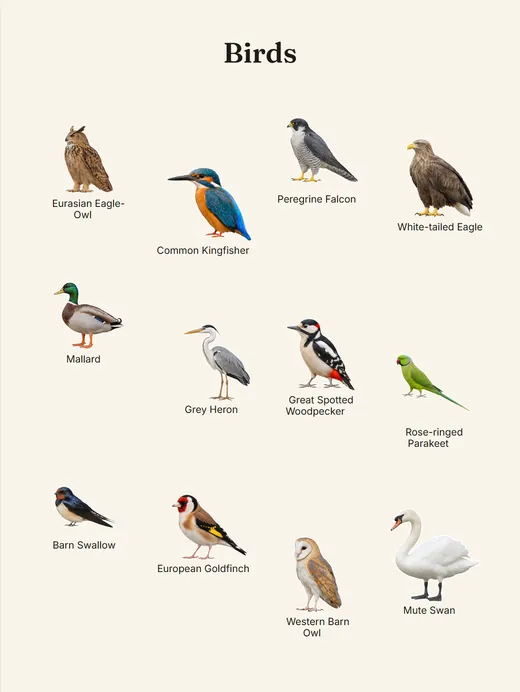 Birds
Eurasian Eagle-
Owl
Common Kingfisher
Peregrine Falcon
White-tailed Eagle
Mallard
Grey Heron
Great Spotted
Woodpecker
Rose-ringed
Parakeet
Barn Swallow
European Goldfinch
Western Barn
Owl
Mute Swan